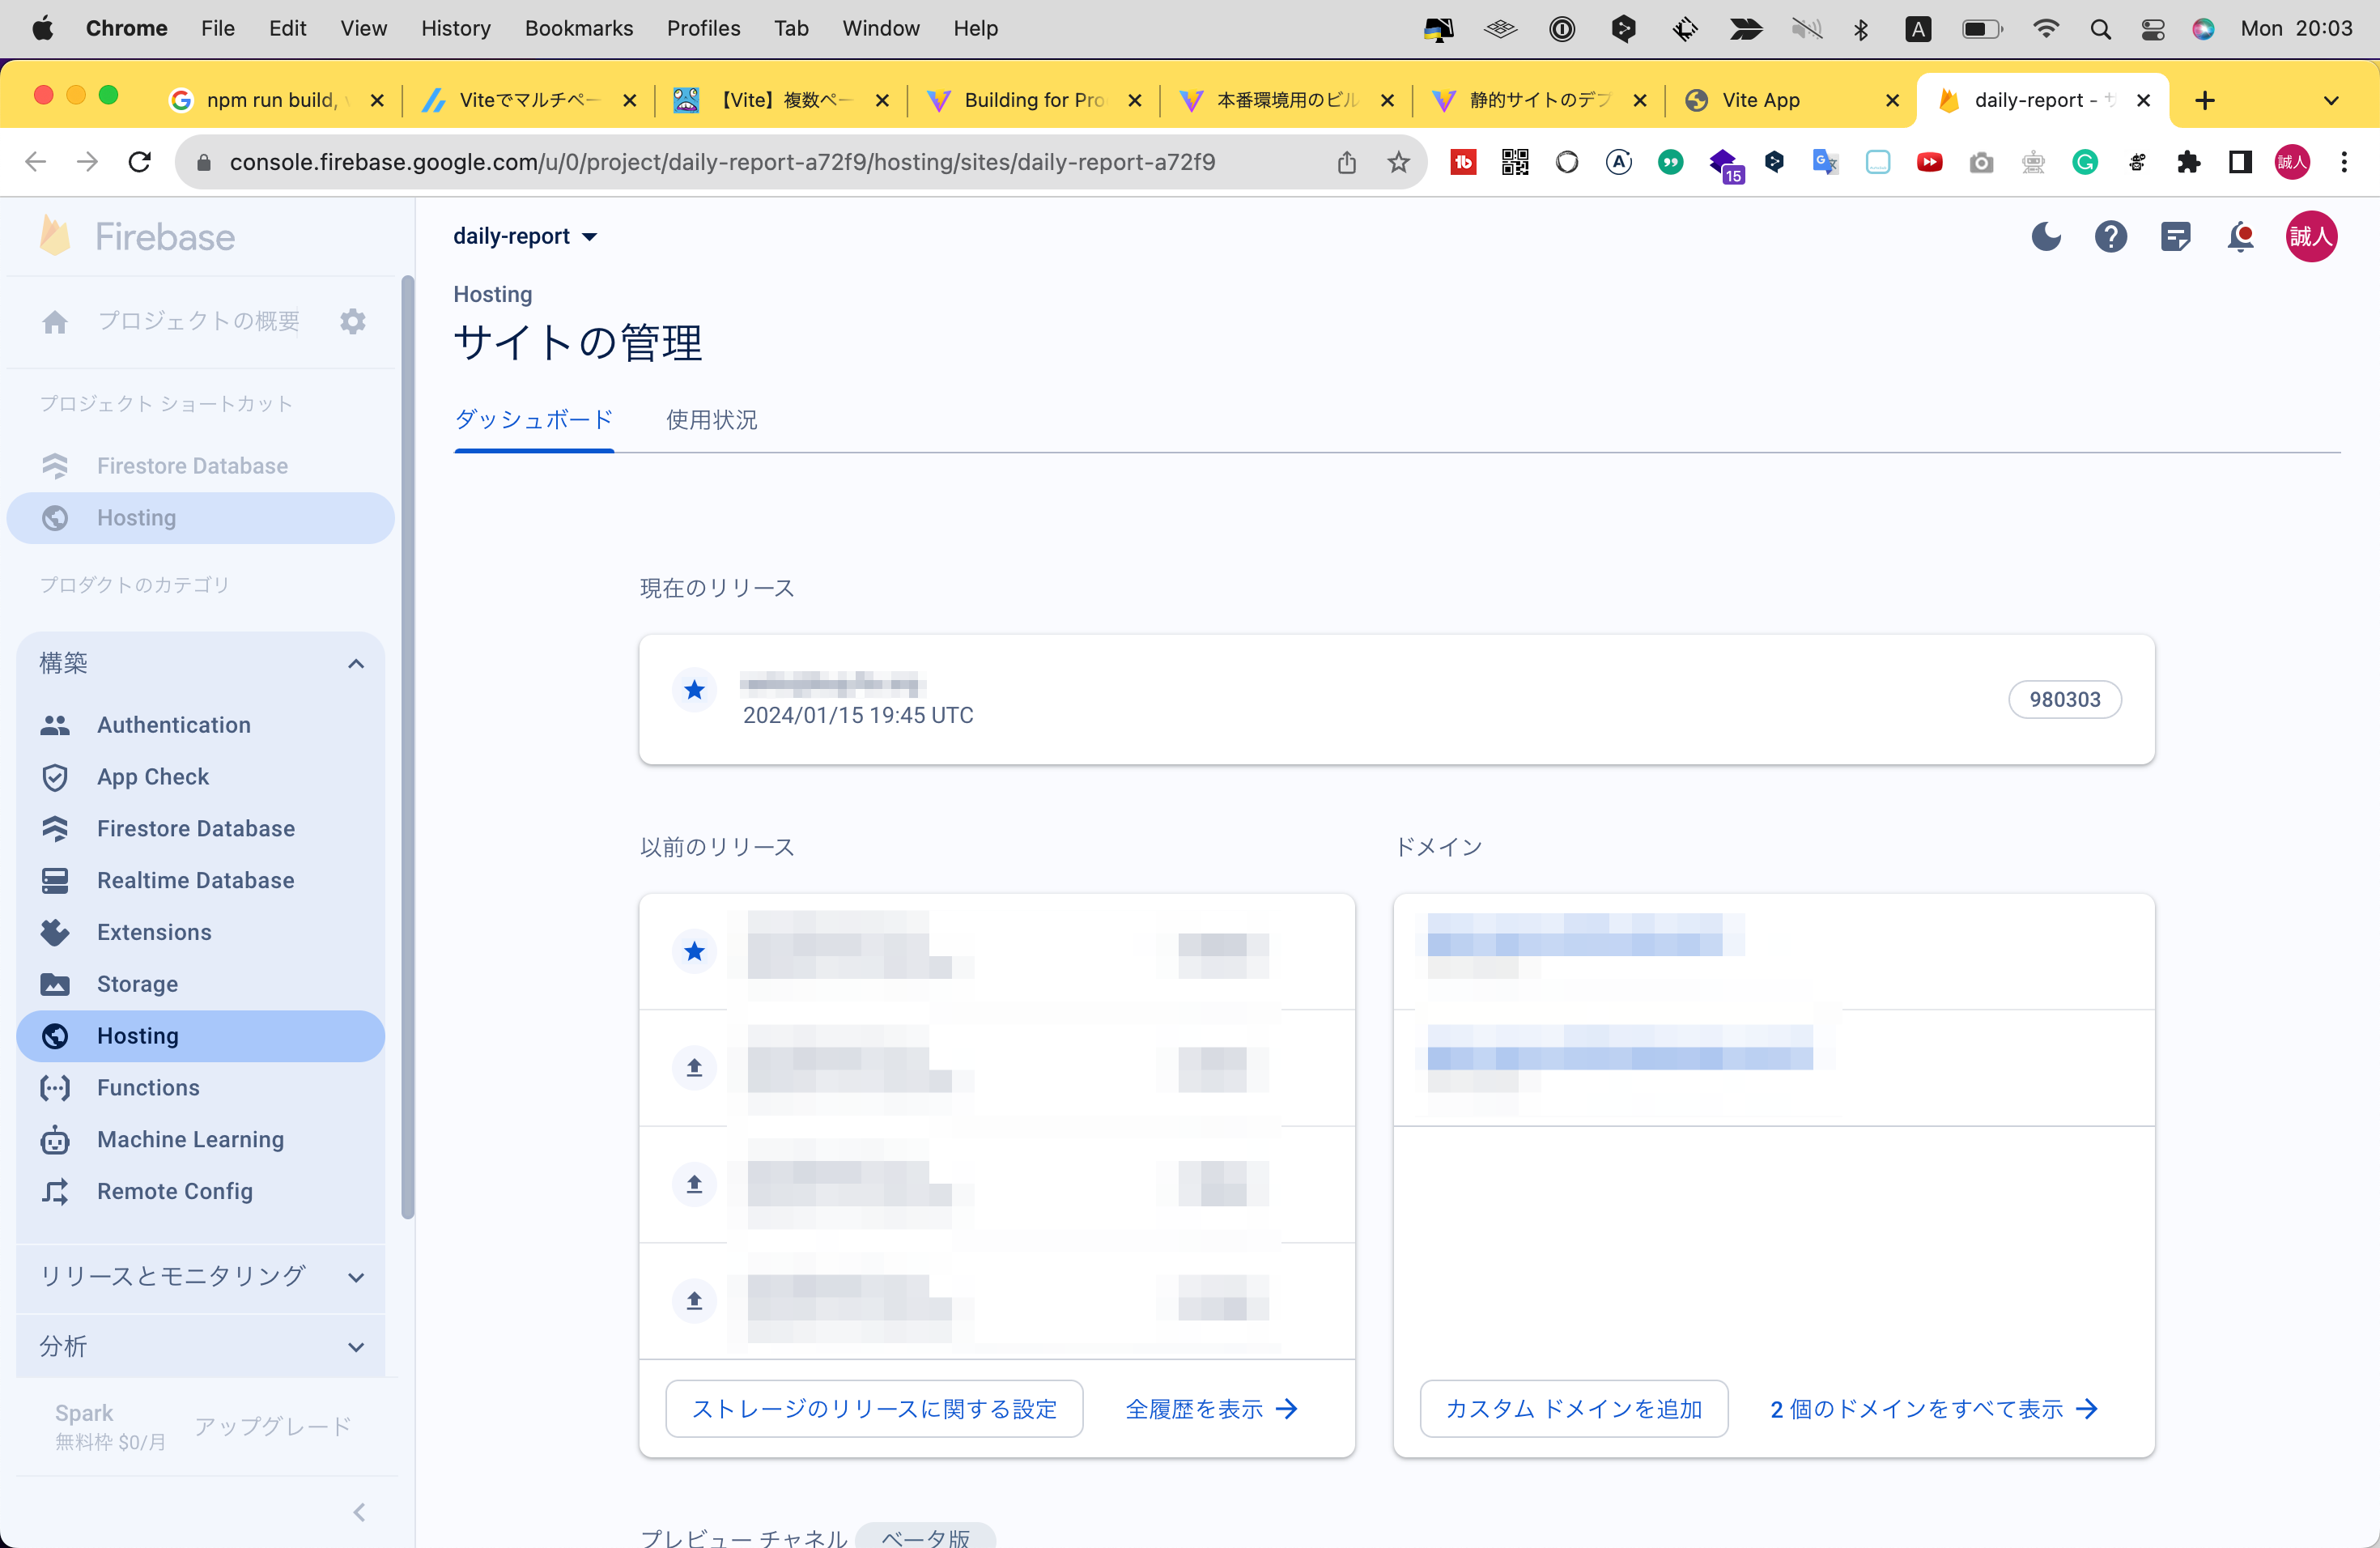 Chrome File Edit View History Bookmarks Profiles Tab Window Help A Mon 20:03
npm run build, Viteでマルチペー 【Vite】複数ペー Building for Pro 本番環境用のビル 静的サイトのデプ Vite App daily-report - サ
console.firebase.google.com/u/0/project/daily-report-a72f9/hosting/sites/daily-report-a72f9 15 誠人
Firebase
プロジェクトの概要
プロジェクト ショートカット
Firestore Database
Hosting
プロダクトのカテゴリ
構築
Authentication
App Check
Firestore Database
Realtime Database
Extensions
Storage
Hosting
Functions
Machine Learning
Remote Config
リリースとモニタリング
分析
Spark
無料枠 $0/月
アップグレード
daily-report
誠人
Hosting
サイトの管理
ダッシュボード 使用状況
現在のリリース
2024/01/15 19:45 UTC
980303
以前のリリース
ストレージのリリースに関する設定 全履歴を表示
ドメイン
カスタム ドメインを追加 2 個のドメインをすべて表示
プレビュー チャネル ベータ版